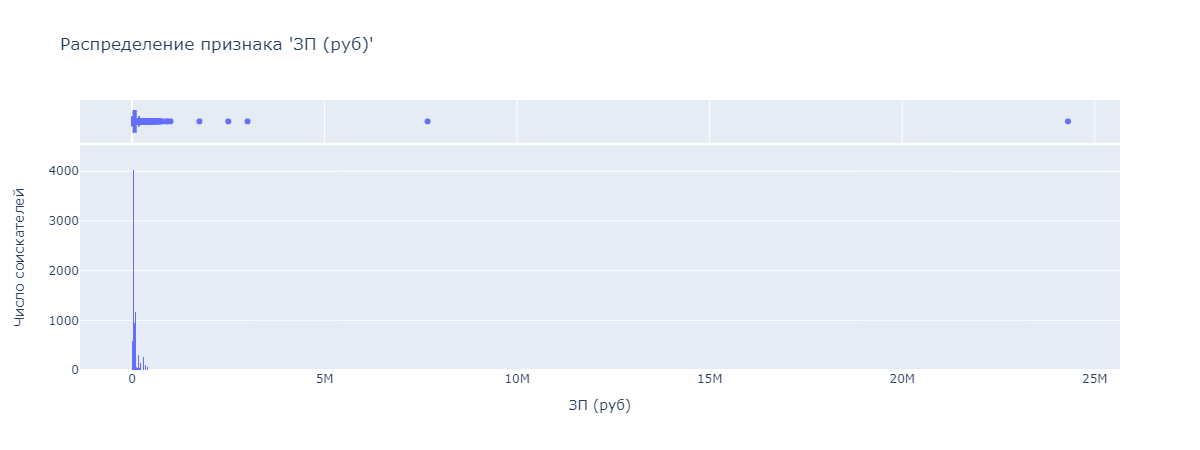 Распределение признака 'ЗП (руб)'
Число соискателей
4000
3000
2000
1000
0
0 5M 10M 15M 20M 25M
ЗП (руб)